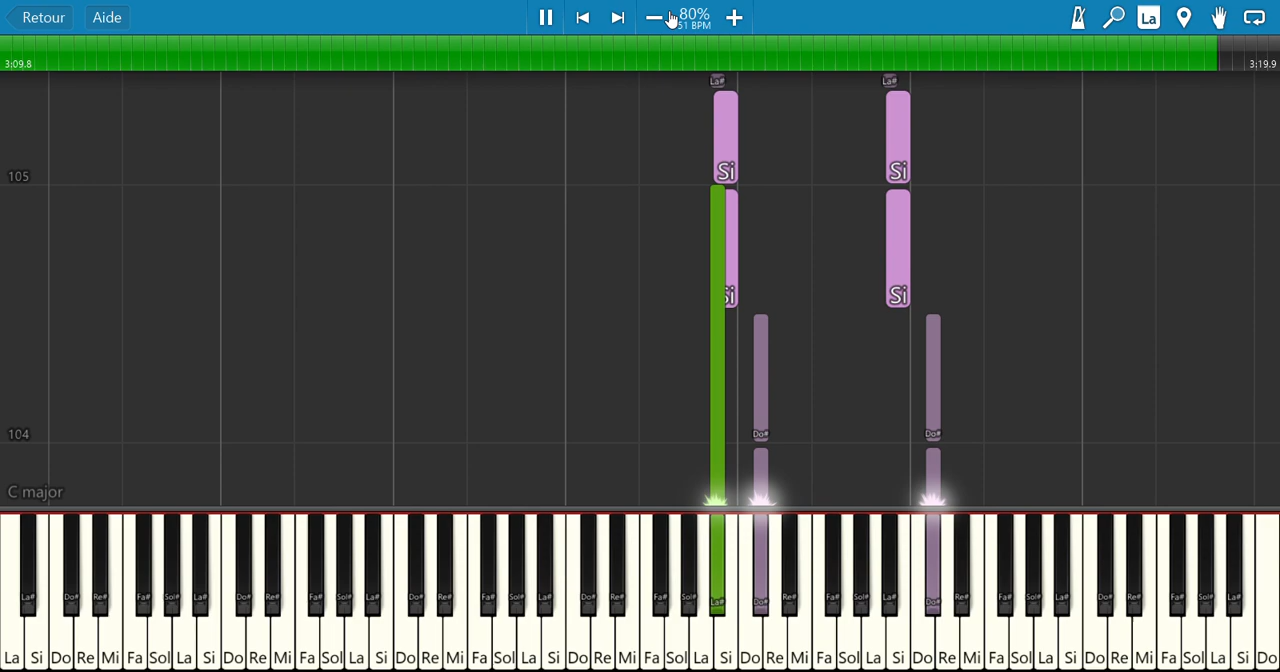 Retour Aide 80% La
51 BPM
3:09.8 3:19.9
La# La#
Si Si
105
Si Si
Do# Do#
104
C major
La# Do# Re# Fa# Sol# La# Do# Re# Fa# Sol# La# Do# Re# Fa# Sol# La# Do# Re# Fa# Sol# La# Do# Re# Fa# Sol# La# Do# Re# Fa# Sol# La# Do# Re# Fa# Sol# La#
La Si Do Re Mi Fa Sol La Si Do Re Mi Fa Sol La Si Do Re Mi Fa Sol La Si Do Re Mi Fa Sol La Si Do Re Mi Fa Sol La Si Do Re Mi Fa Sol La Si Do Re Mi Fa Sol La Si Do